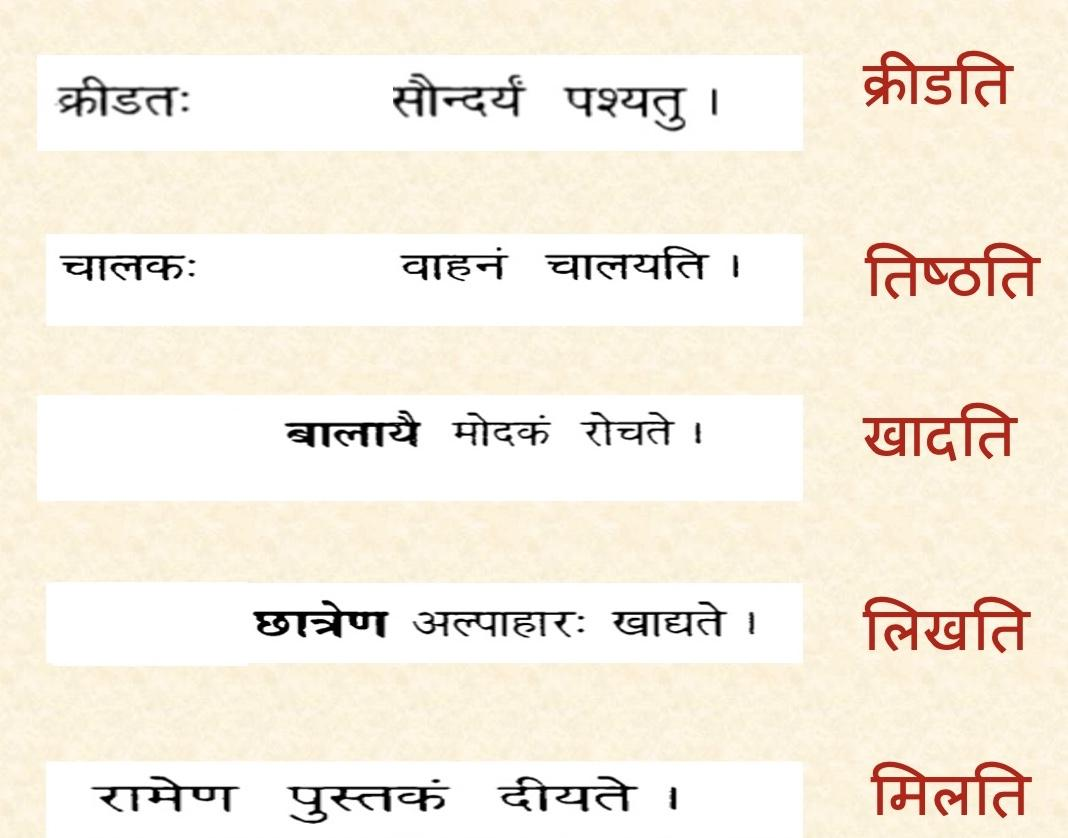 क्रीडतः सौन्दर्यं पश्यतु । क्रीडति
चालकः वाहनं चालयति । तिष्ठति
बालायै मोदकं रोचते । खादति
छात्रेण अल्पाहारः खाद्यते । लिखति
रामेण पुस्तकं दीयते । मिलति